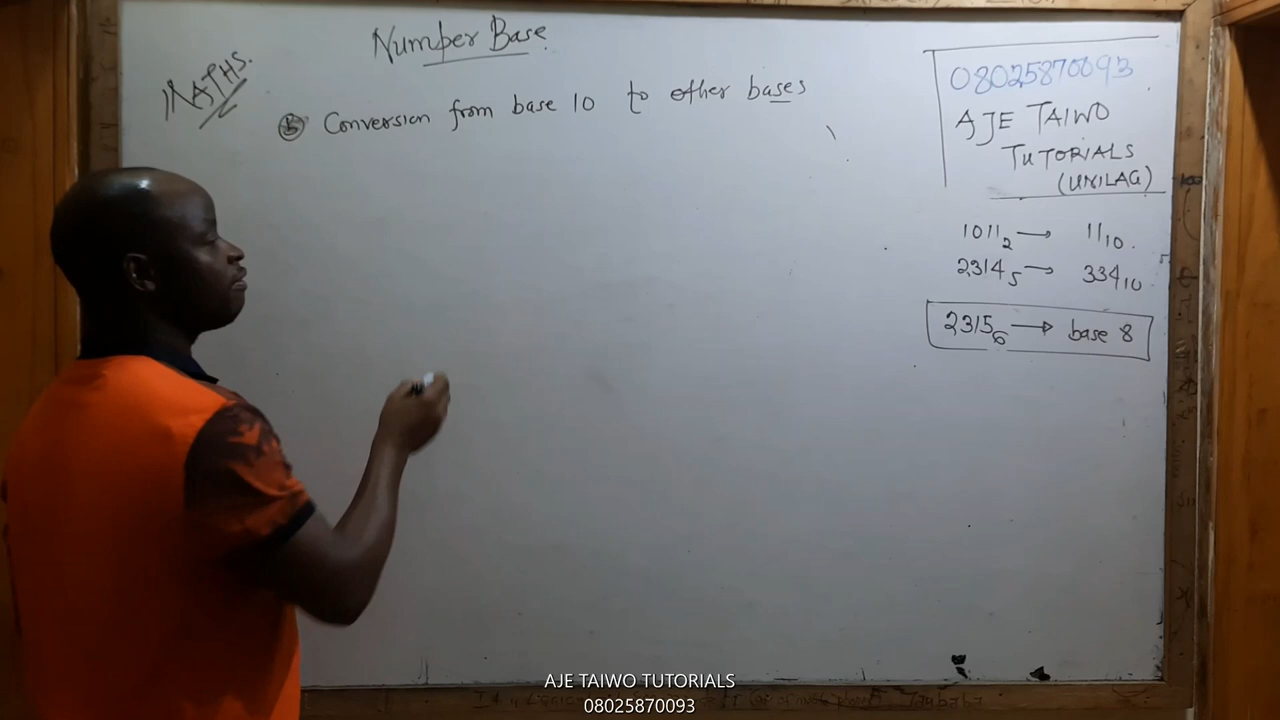 MATHS.
Number Base
(b) Conversion from base 10 to other bases
08025870093
AJE TAIWO
TUTORIALS
(UNILAG)
1011₂ → 11₁₀.
2314₅ → 334₁₀
2315₆ → base 8
AJE TAIWO TUTORIALS
08025870093